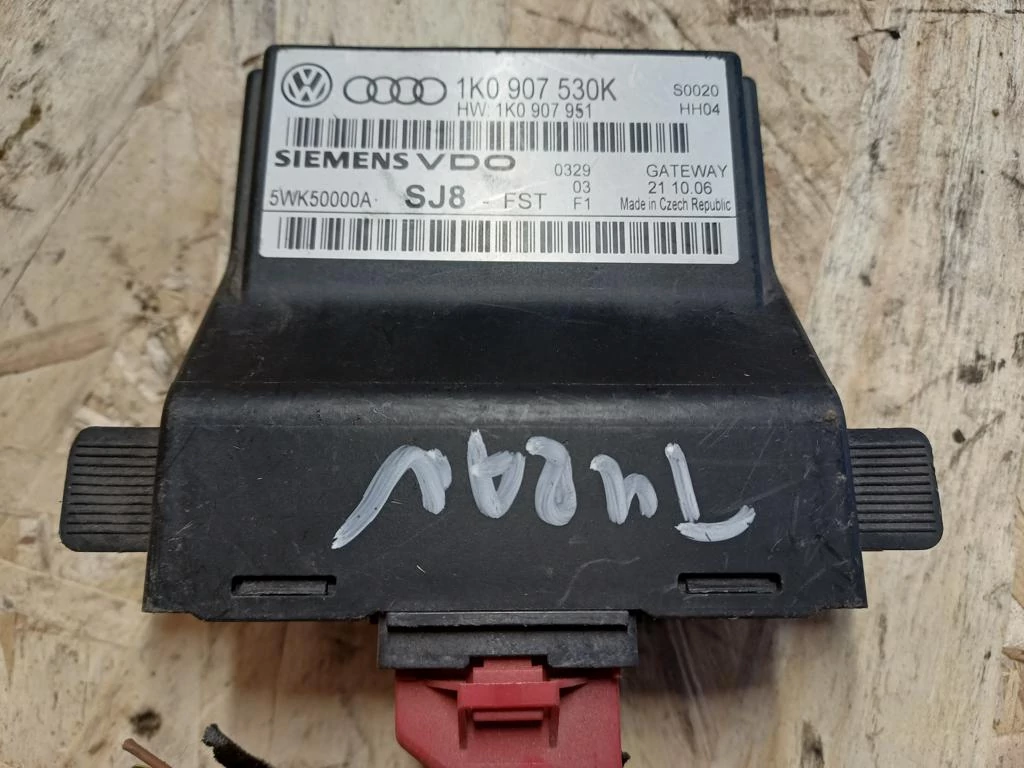 1K0 907 530K S0020
HW: 1K0 907 951 HH04
SIEMENS VDO 0329 GATEWAY
03 21 10.06
5WK50000A SJ8 - FST F1 Made in Czech Republic
TURAN